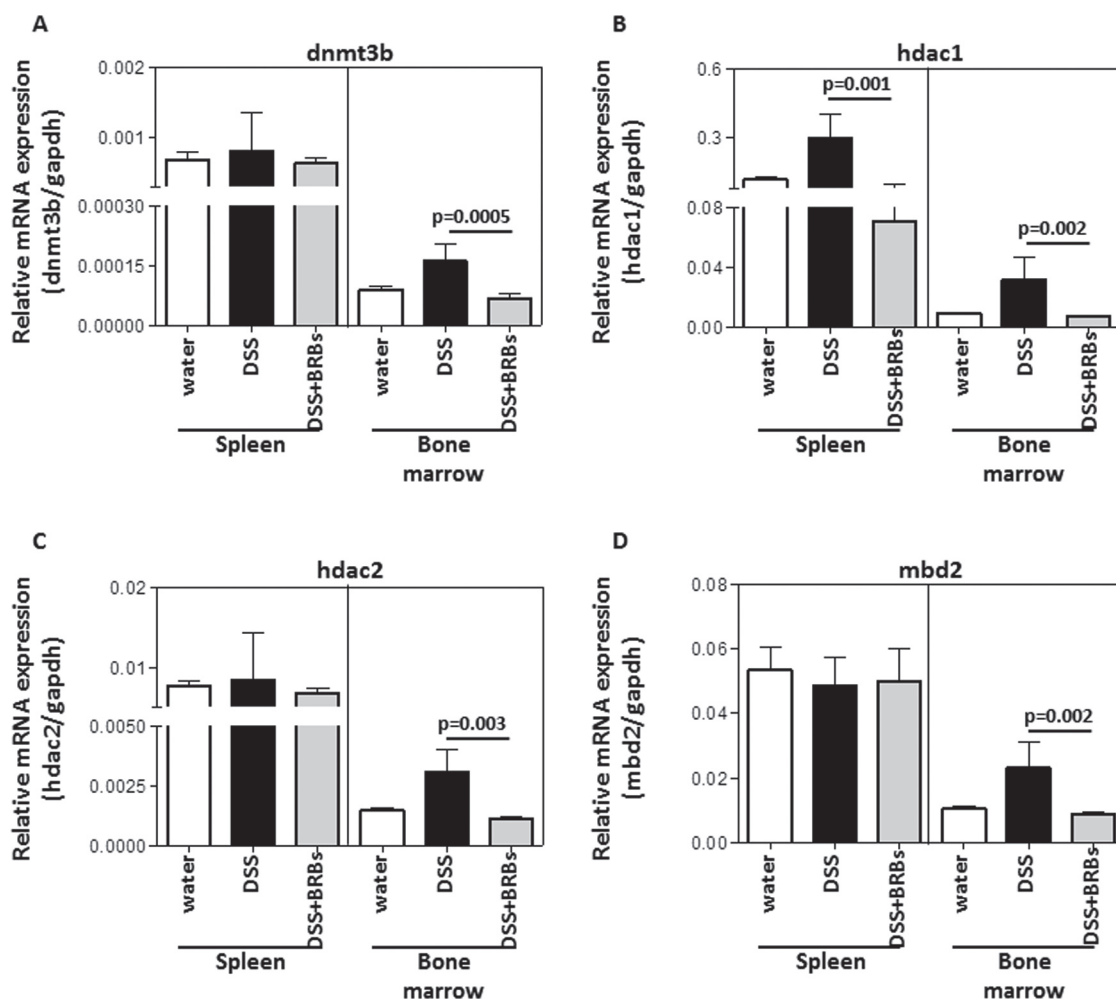 A
dnmt3b
Relative mRNA expression
(dnmt3b/gapdh)
0.002
0.001
0.00030
0.00015
0.00000
p=0.0005
water
DSS
DSS+BRBs
water
DSS
DSS+BRBs
Spleen
Bone
marrow
B
hdac1
Relative mRNA expression
(hdac1/gapdh)
0.6
0.3
0.08
0.04
0.00
p=0.001
p=0.002
water
DSS
DSS+BRBs
water
DSS
DSS+BRBs
Spleen
Bone
marrow
C
hdac2
Relative mRNA expression
(hdac2/gapdh)
0.02
0.01
0.0050
0.0025
0.0000
p=0.003
water
DSS
DSS+BRBs
water
DSS
DSS+BRBs
Spleen
Bone
marrow
D
mbd2
Relative mRNA expression
(mbd2/gapdh)
0.08
0.06
0.04
0.02
0.00
p=0.002
water
DSS
DSS+BRBs
water
DSS
DSS+BRBs
Spleen
Bone
marrow